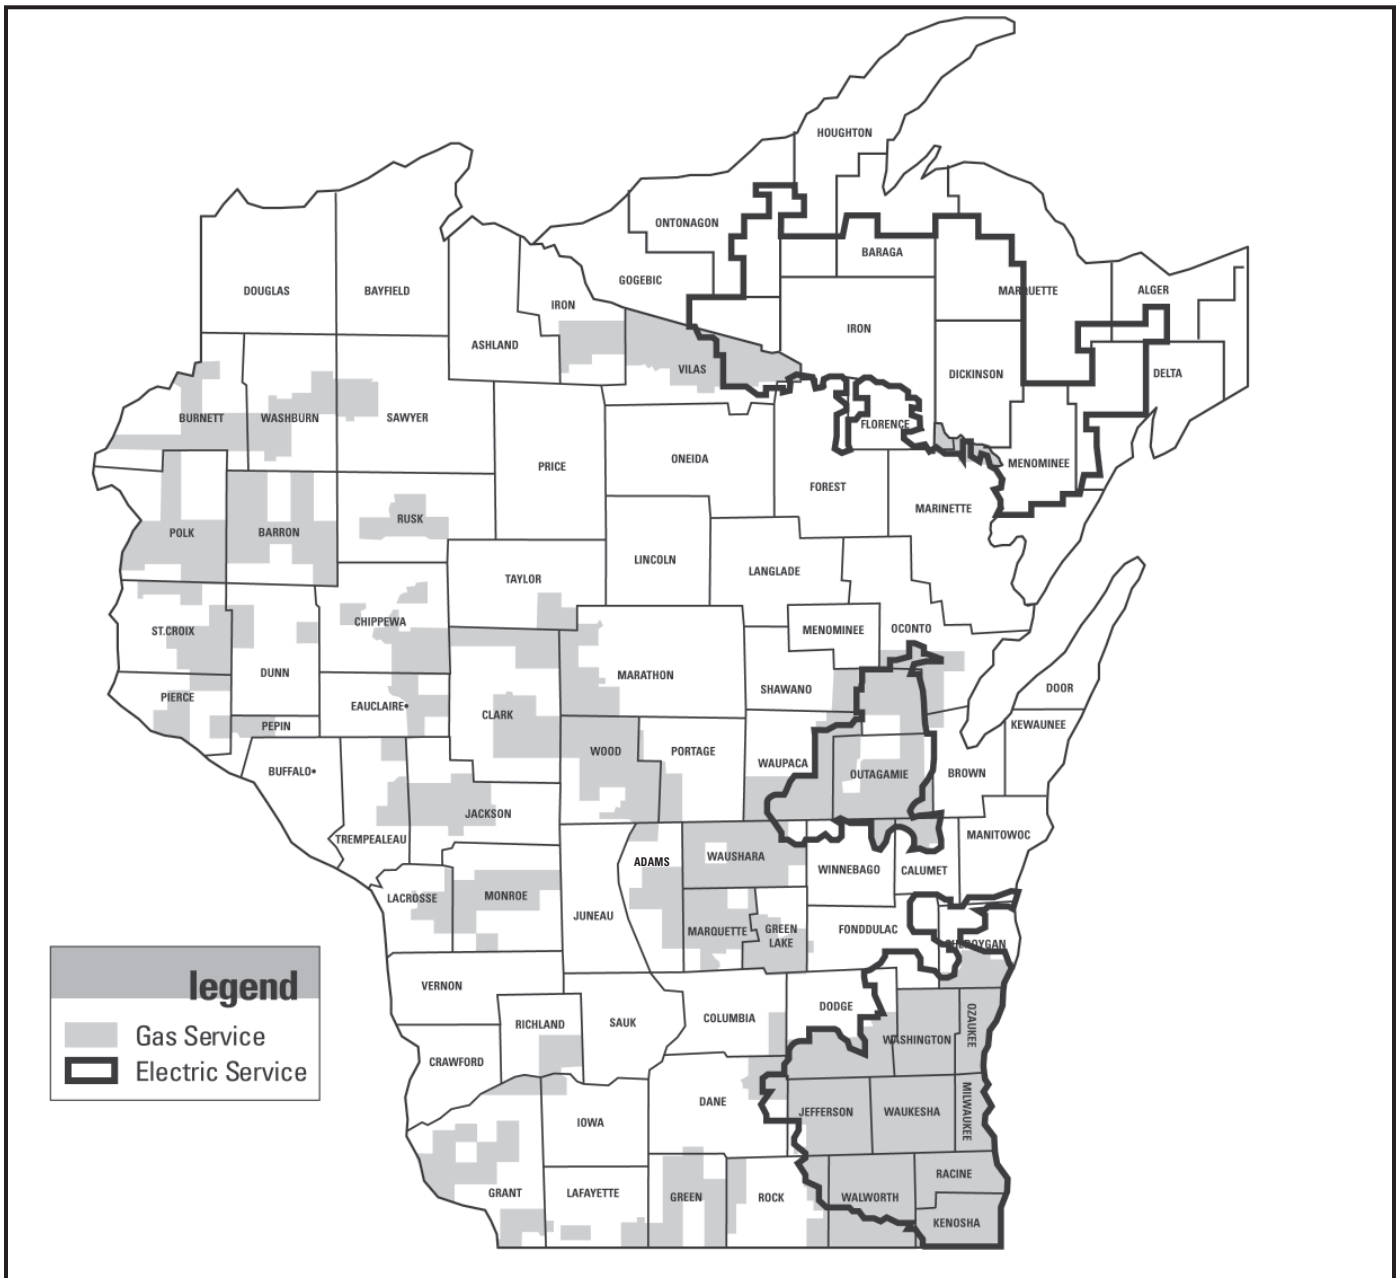 HOUGHTON
ONTONAGON
BARAGA
GOGEBIC
DOUGLAS
BAYFIELD
IRON
MARQUETTE
ALGER
IRON
ASHLAND
VILAS
DICKINSON
DELTA
BURNETT
WASHBURN
SAWYER
FLORENCE
PRICE
ONEIDA
MENOMINEE
FOREST
MARINETTE
POLK
BARRON
RUSK
LINCOLN
LANGLADE
TAYLOR
ST.CROIX
CHIPPEWA
MENOMINEE
OCONTO
DUNN
MARATHON
SHAWANO
DOOR
PIERCE
EAUCLAIRE•
CLARK
PEPIN
KEWAUNEE
WOOD
PORTAGE
WAUPACA
BUFFALO•
OUTAGAMIE
BROWN
JACKSON
TREMPEALEAU
MANITOWOC
ADAMS
WAUSHARA
WINNEBAGO
CALUMET
LACROSSE
MONROE
JUNEAU
MARQUETTE
GREEN
LAKE
FONDDULAC
SHEBOYGAN
legend
Gas Service
Electric Service
VERNON
RICHLAND
SAUK
COLUMBIA
DODGE
WASHINGTON
OZAUKEE
CRAWFORD
DANE
IOWA
JEFFERSON
WAUKESHA
MILWAUKEE
GRANT
LAFAYETTE
GREEN
ROCK
WALWORTH
RACINE
KENOSHA